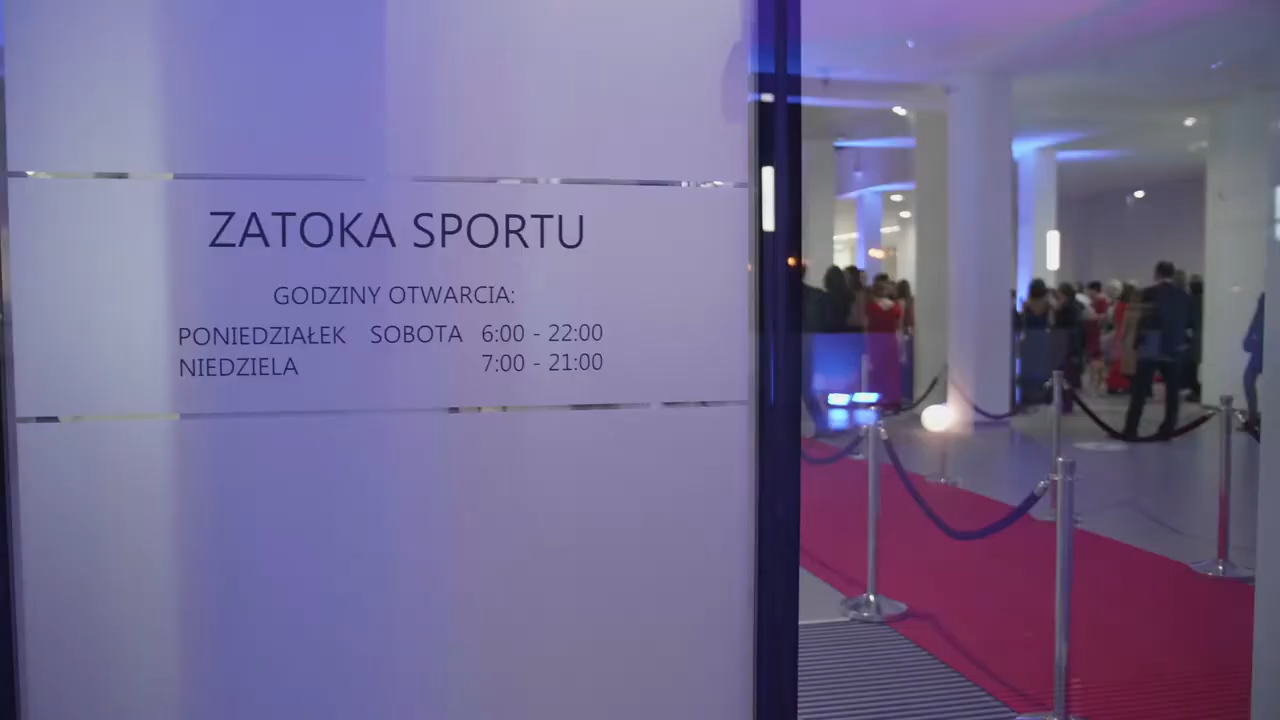 ZATOKA SPORTU
GODZINY OTWARCIA:
PONIEDZIAŁEK SOBOTA 6:00 - 22:00
NIEDZIELA 7:00 - 21:00